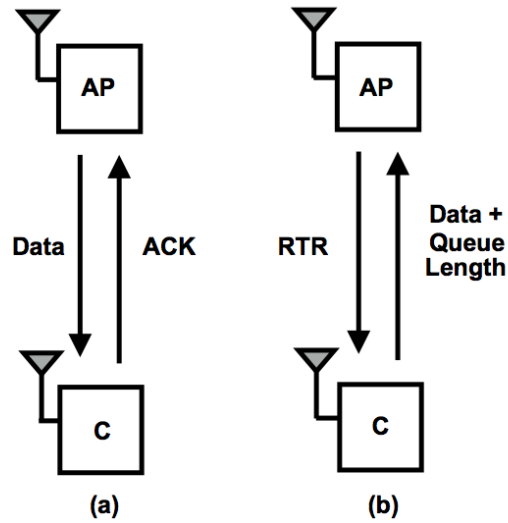 AP
AP
Data
ACK
RTR
Data +
Queue
Length
C
C
(a)
(b)